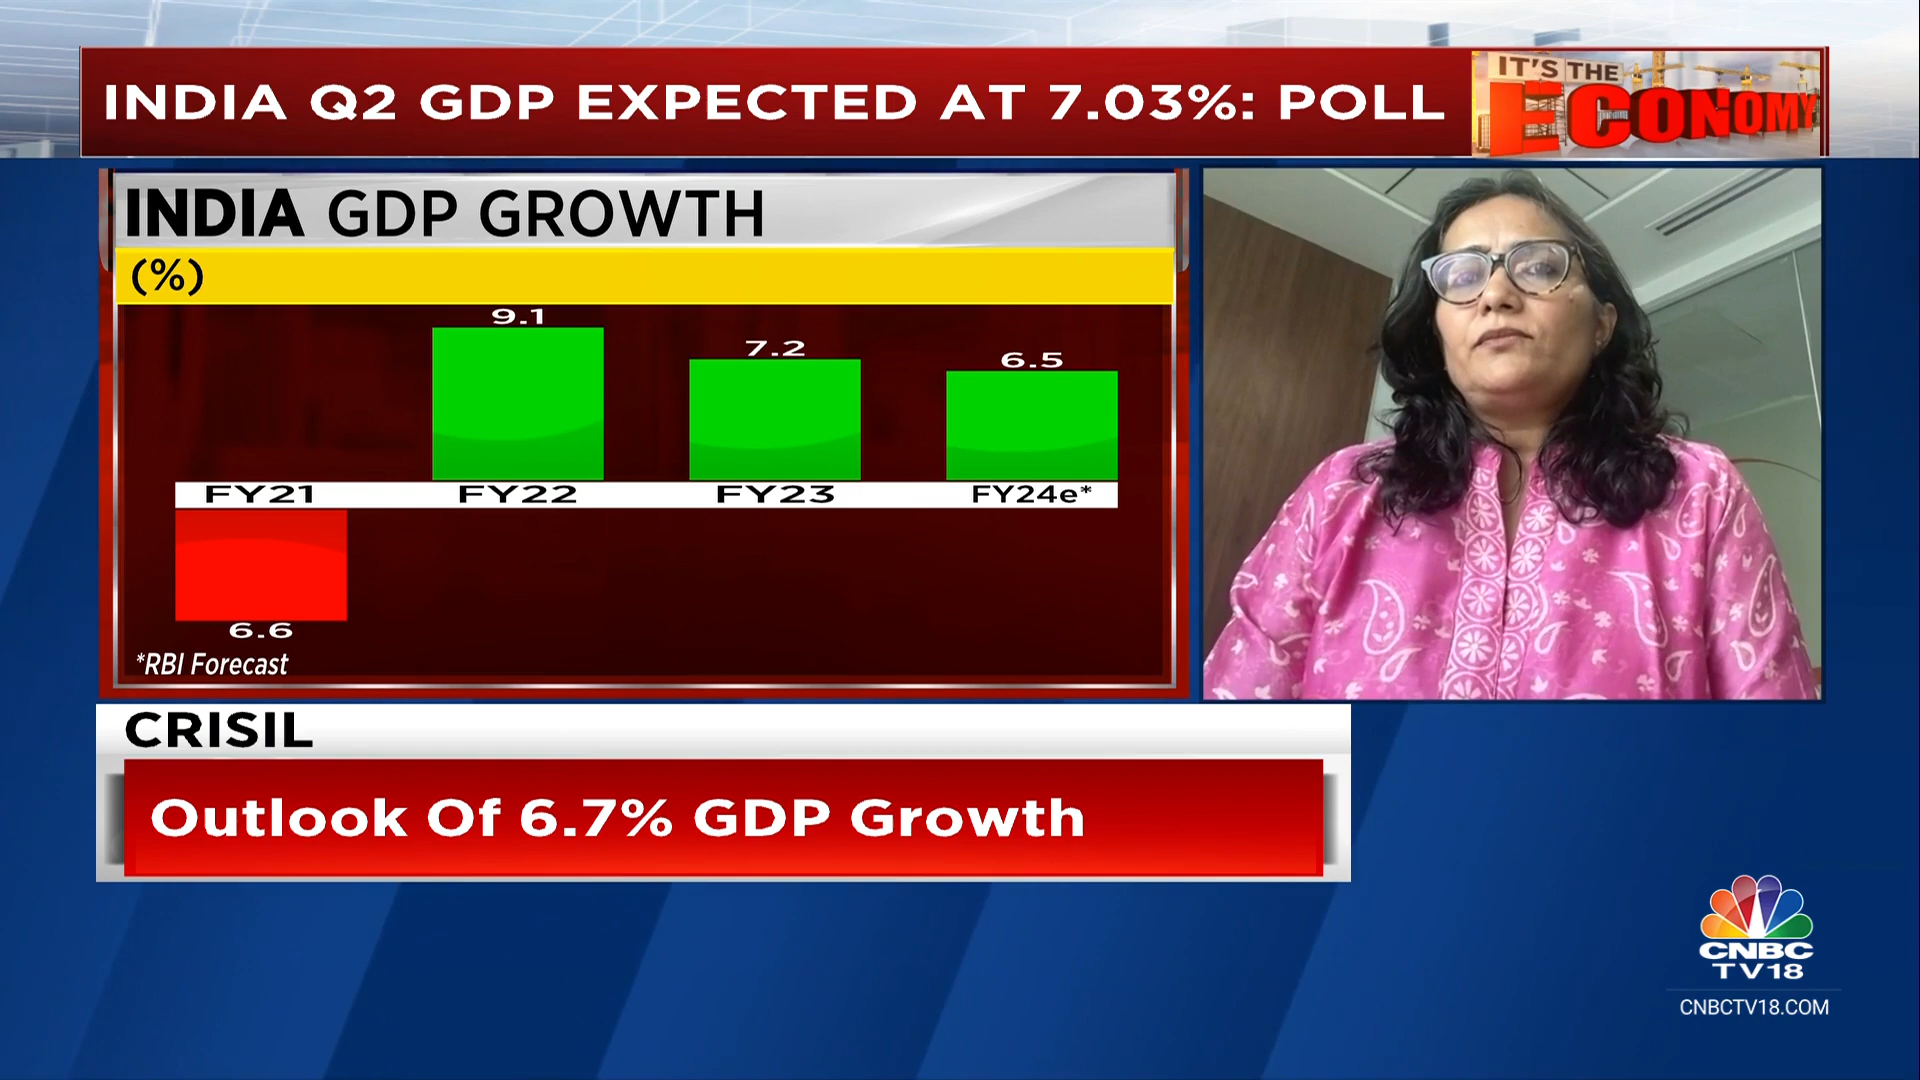 INDIA Q2 GDP EXPECTED AT 7.03%: POLL
IT'S THE
ECONOMY
INDIA GDP GROWTH
(%)
9.1
7.2
6.5
FY21 FY22 FY23 FY24e*
6.6
*RBI Forecast
CRISIL
Outlook Of 6.7% GDP Growth
CNBC
TV18
CNBCTV18.COM